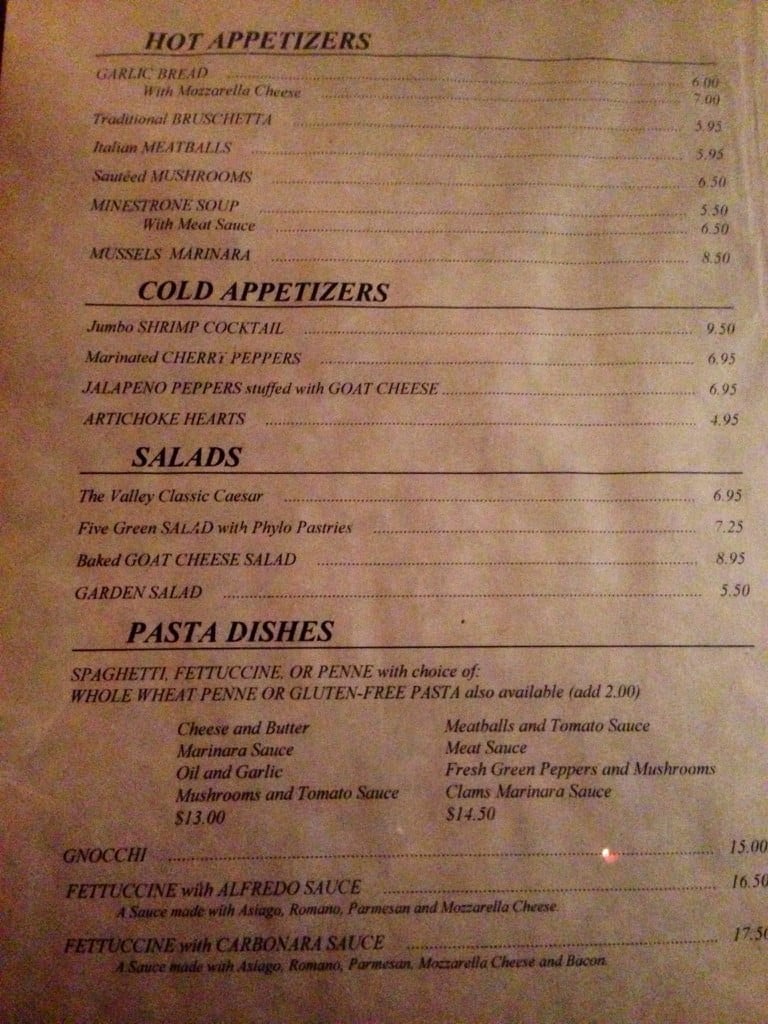 HOT APPETIZERS
GARLIC BREAD 6.00
With Mozzarella Cheese 7.00
Traditional BRUSCHETTA 5.95
Italian MEATBALLS 5.95
Sautéed MUSHROOMS 6.50
MINESTRONE SOUP 5.50
With Meat Sauce 6.50
MUSSELS MARINARA 8.50
COLD APPETIZERS
Jumbo SHRIMP COCKTAIL 9.50
Marinated CHERRY PEPPERS 6.95
JALAPENO PEPPERS stuffed with GOAT CHEESE 6.95
ARTICHOKE HEARTS 4.95
SALADS
The Valley Classic Caesar 6.95
Five Green SALAD with Phylo Pastries 7.25
Baked GOAT CHEESE SALAD 8.95
GARDEN SALAD 5.50
PASTA DISHES
SPAGHETTI, FETTUCCINE, OR PENNE with choice of:
WHOLE WHEAT PENNE OR GLUTEN-FREE PASTA also available (add 2.00)
Cheese and Butter
Marinara Sauce
Oil and Garlic
Mushrooms and Tomato Sauce
$13.00
Meatballs and Tomato Sauce
Meat Sauce
Fresh Green Peppers and Mushrooms
Clams Marinara Sauce
$14.50
GNOCCHI 15.00
FETTUCCINE with ALFREDO SAUCE 16.50
A Sauce made with Asiago, Romano, Parmesan and Mozzarella Cheese.
FETTUCCINE with CARBONARA SAUCE 17.50
A Sauce made with Asiago, Romano, Parmesan, Mozzarella Cheese and Bacon.